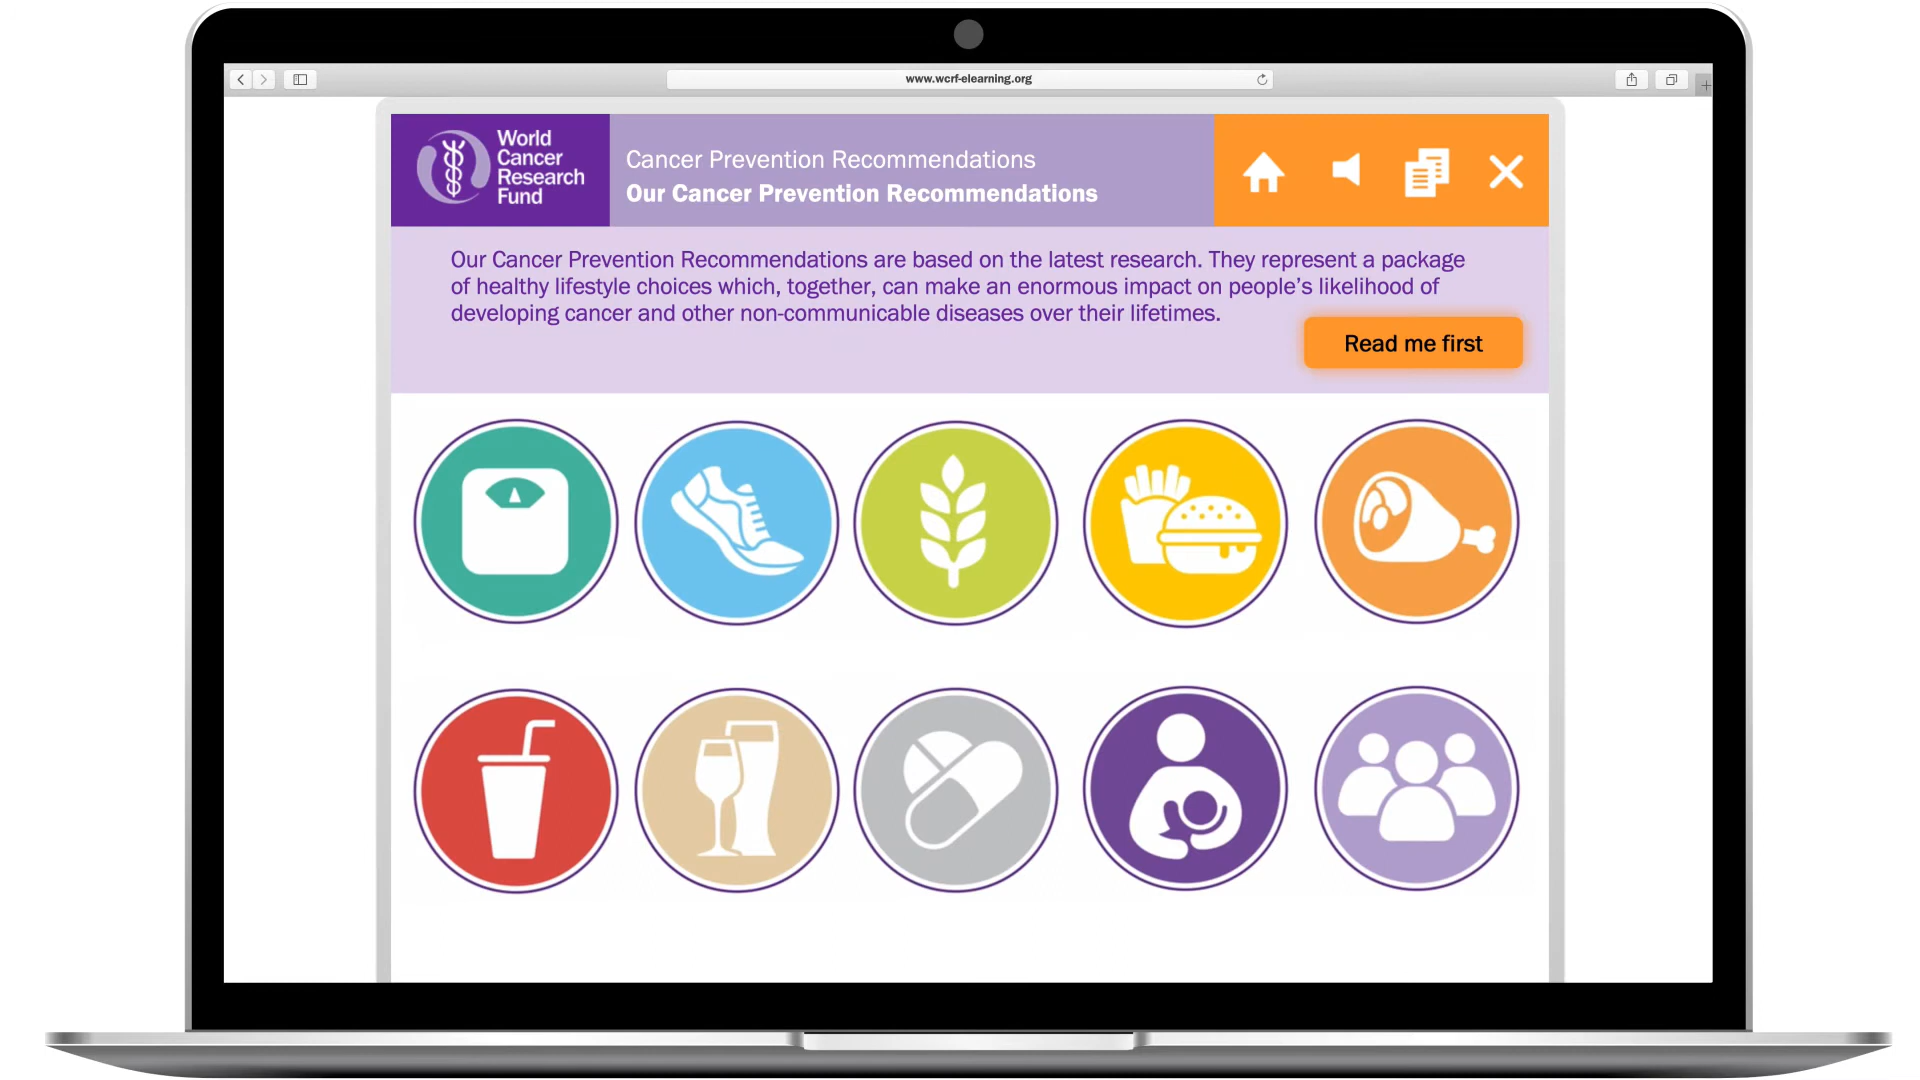 www.wcrf-elearning.org
World
Cancer
Research
Fund
Cancer Prevention Recommendations
Our Cancer Prevention Recommendations
Our Cancer Prevention Recommendations are based on the latest research. They represent a package
of healthy lifestyle choices which, together, can make an enormous impact on people's likelihood of
developing cancer and other non-communicable diseases over their lifetimes.
Read me first